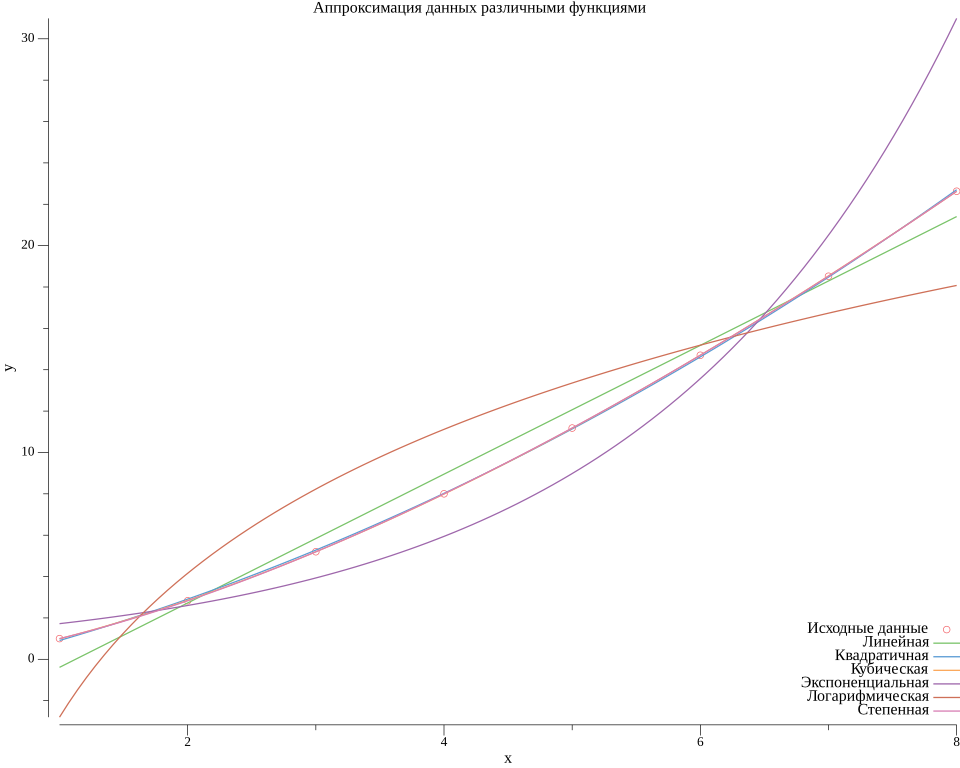 Аппроксимация данных различными функциями
30
20
10
0
y
2
4
6
8
x
Исходные данные
Линейная
Квадратичная
Кубическая
Экспоненциальная
Логарифмическая
Степенная